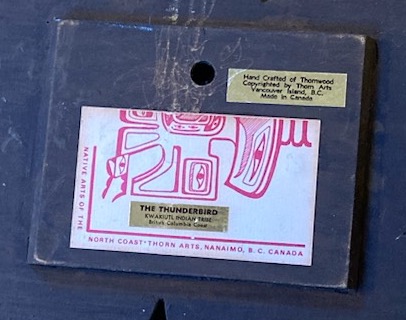 Hand Crafted of Thornwood
Copyrighted by Thorn Arts
Vancouver Island, B.C.
Made in Canada
NATIVE ARTS OF THE
THE THUNDERBIRD
KWAKIUTL INDIAN TRIBE
British Columbia Coast
NORTH COAST* THORN ARTS, NANAIMO, B. C. CANADA